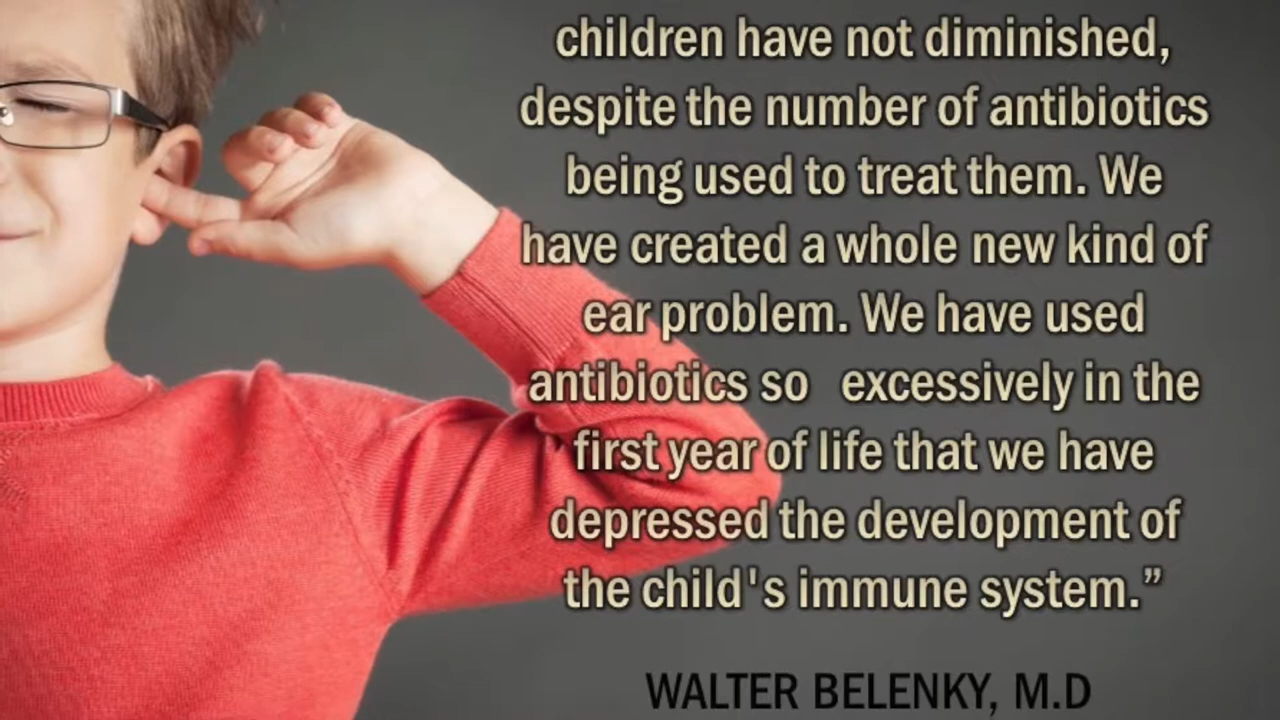 children have not diminished,
despite the number of antibiotics
being used to treat them. We
have created a whole new kind of
ear problem. We have used
antibiotics so excessively in the
first year of life that we have
depressed the development of
the child's immune system.”
WALTER BELENKY, M.D